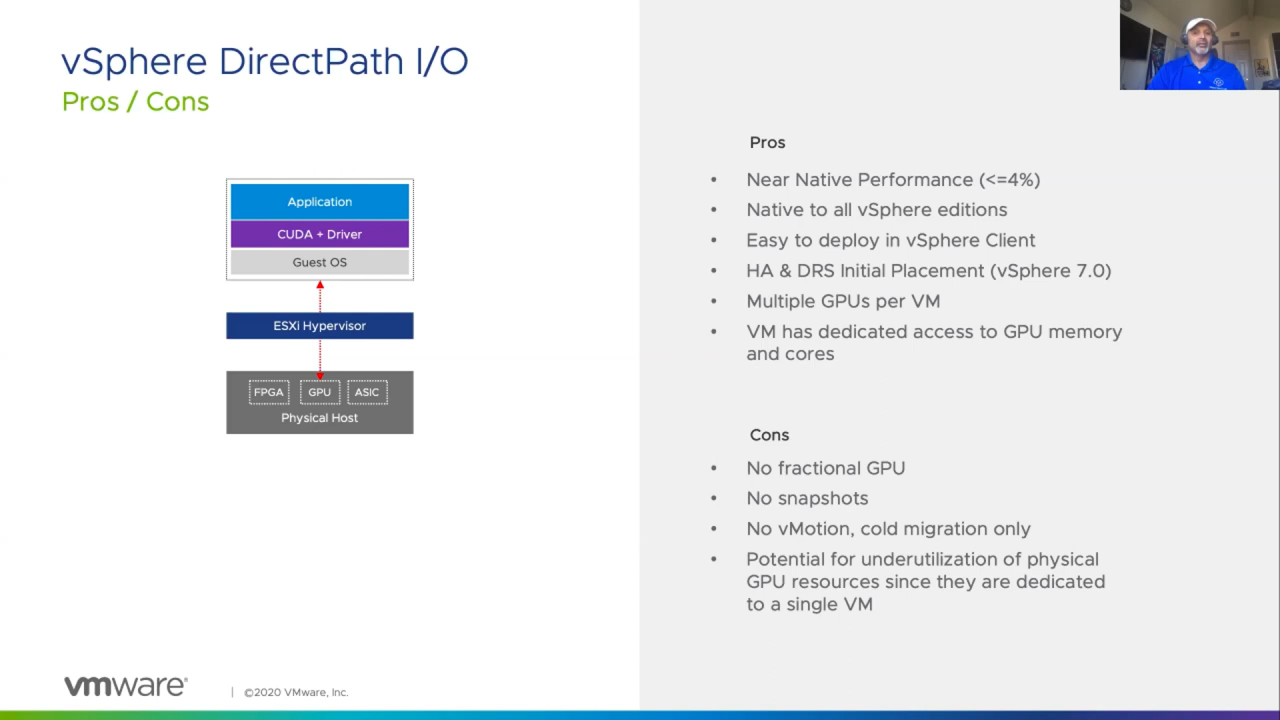 vSphere DirectPath I/O
Pros / Cons
Application
CUDA + Driver
Guest OS
ESXi Hypervisor
FPGA
GPU
ASIC
Physical Host
Pros
• Near Native Performance (<=4%)
• Native to all vSphere editions
• Easy to deploy in vSphere Client
• HA & DRS Initial Placement (vSphere 7.0)
• Multiple GPUs per VM
• VM has dedicated access to GPU memory
and cores
Cons
• No fractional GPU
• No snapshots
• No vMotion, cold migration only
• Potential for underutilization of physical
GPU resources since they are dedicated
to a single VM
vmware®
| ©2020 VMware, Inc.